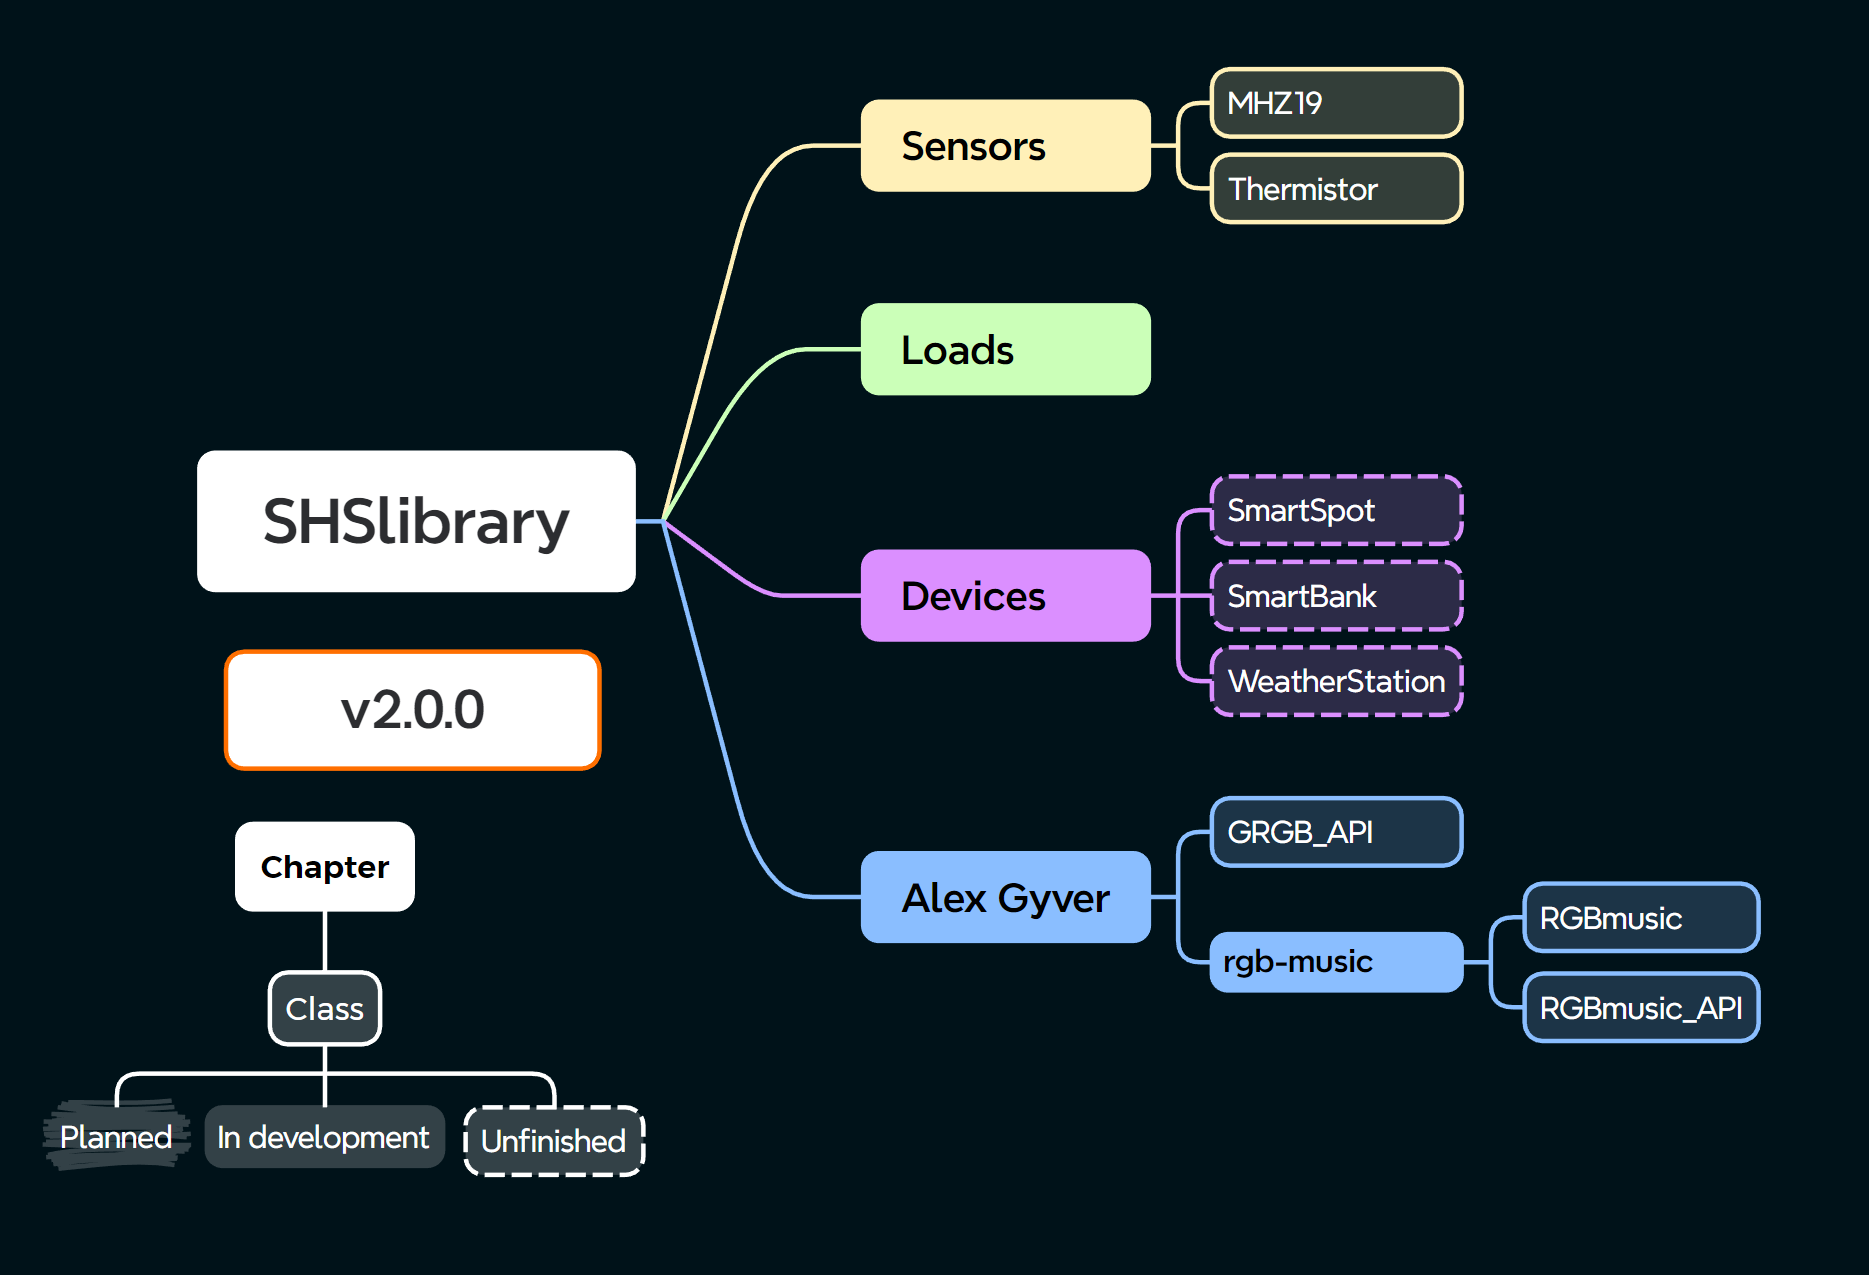 SHSlibrary
v2.0.0
Sensors
MHZ19
Thermistor
Loads
Devices
SmartSpot
SmartBank
WeatherStation
Alex Gyver
GRGB_API
rgb-music
RGBmusic
RGBmusic_API
Chapter
Class
Planned
In development
Unfinished